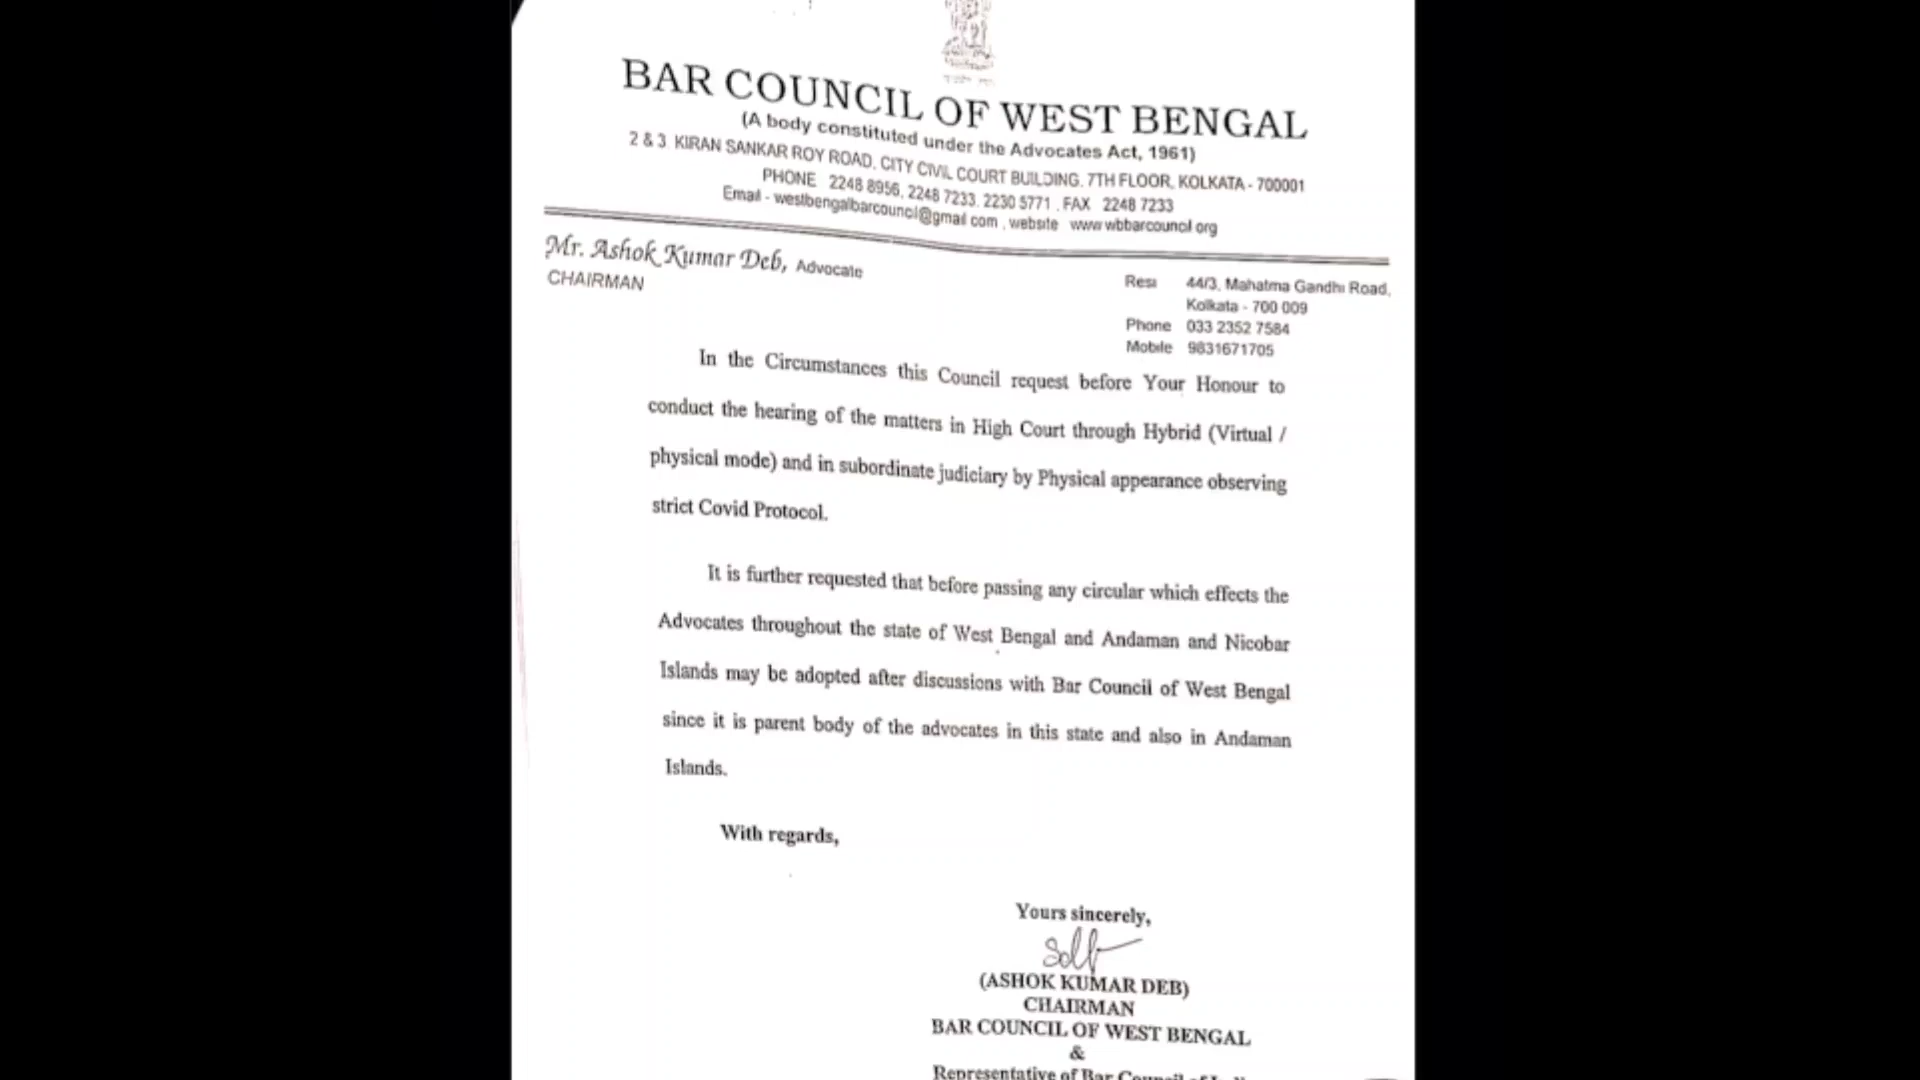 BAR COUNCIL OF WEST BENGAL
(A body constituted under the Advocates Act, 1961)
2 & 3. KIRAN SANKAR ROY ROAD, CITY CIVIL COURT BUILDING, 7TH FLOOR, KOLKATA - 700001
PHONE 2248 8956, 2248 7233, 2230 5771 . FAX 2248 7233
Email - westbengalbarcouncil@gmail com , website www wbbarcouncil org
Mr. Ashok Kumar Deb, Advocate
CHAIRMAN
Resi 44/3, Mahatma Gandhi Road,
Kolkata - 700 009
Phone 033 2352 7584
Mobile 9831671705
In the Circumstances this Council request before Your Honour to
conduct the hearing of the matters in High Court through Hybrid (Virtual /
physical mode) and in subordinate judiciary by Physical appearance observing
strict Covid Protocol.
It is further requested that before passing any circular which effects the
Advocates throughout the state of West Bengal and Andaman and Nicobar
Islands may be adopted after discussions with Bar Council of West Bengal
since it is parent body of the advocates in this state and also in Andaman
Islands.
With regards,
Yours sincerely,
(ASHOK KUMAR DEB)
CHAIRMAN
BAR COUNCIL OF WEST BENGAL
&
Representative of Bar Council of